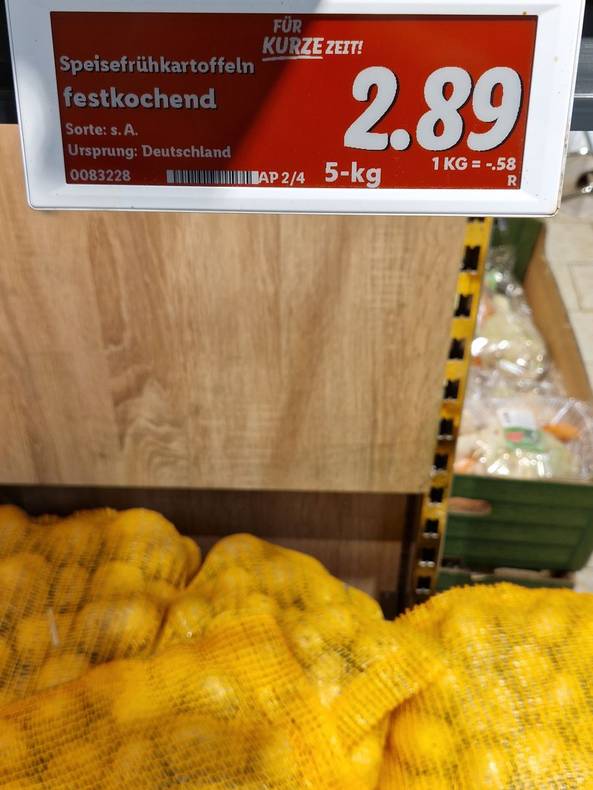 FÜR
KURZE ZEIT!
Speisefrühkartoffeln
festkochend
2.89
Sorte: s. A.
Ursprung: Deutschland
1 KG = -.58
0083228
AP 2/4
5-kg
R